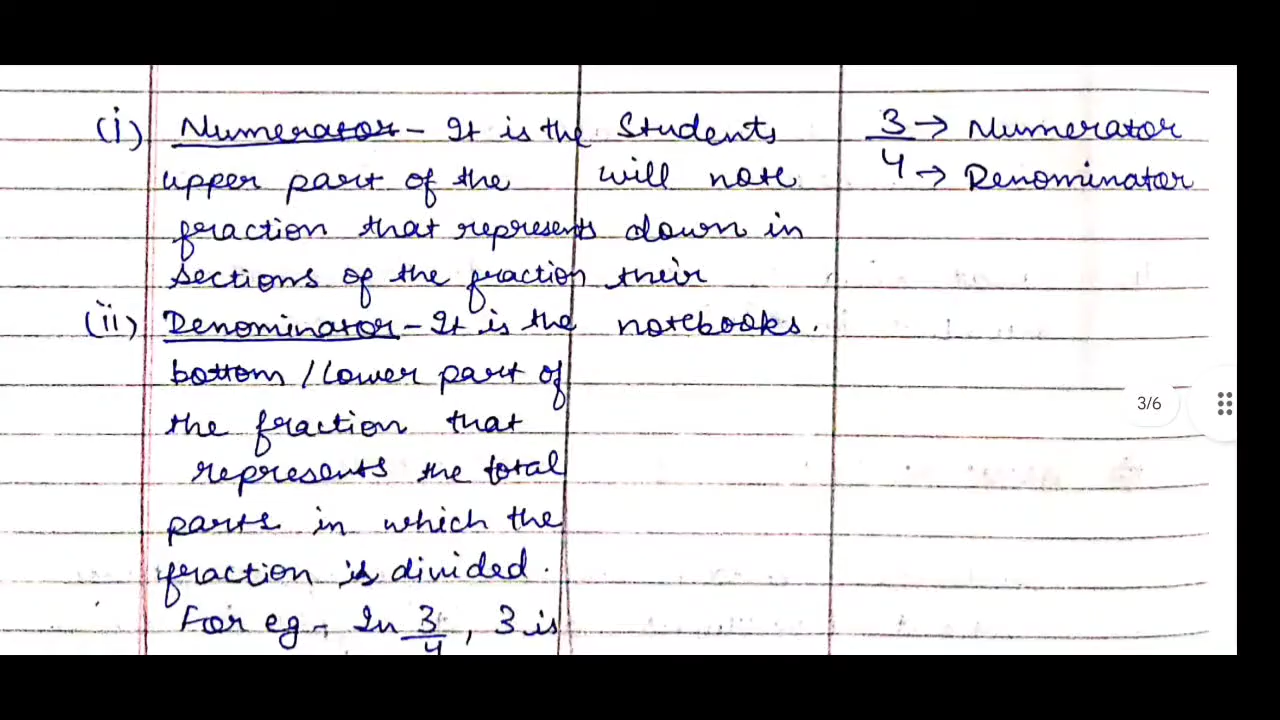 (i) Numerator - It is the
upper part of the
fraction that represents
sections of the fraction
(ii) Denominator - It is the
bottom / lower part of
the fraction that
represents the total
parts in which the
fraction is divided.
For eg - In 3/4, 3 is
Students
will note
down in
their
notebooks.
3 → Numerator
4 → Denominator
3/6